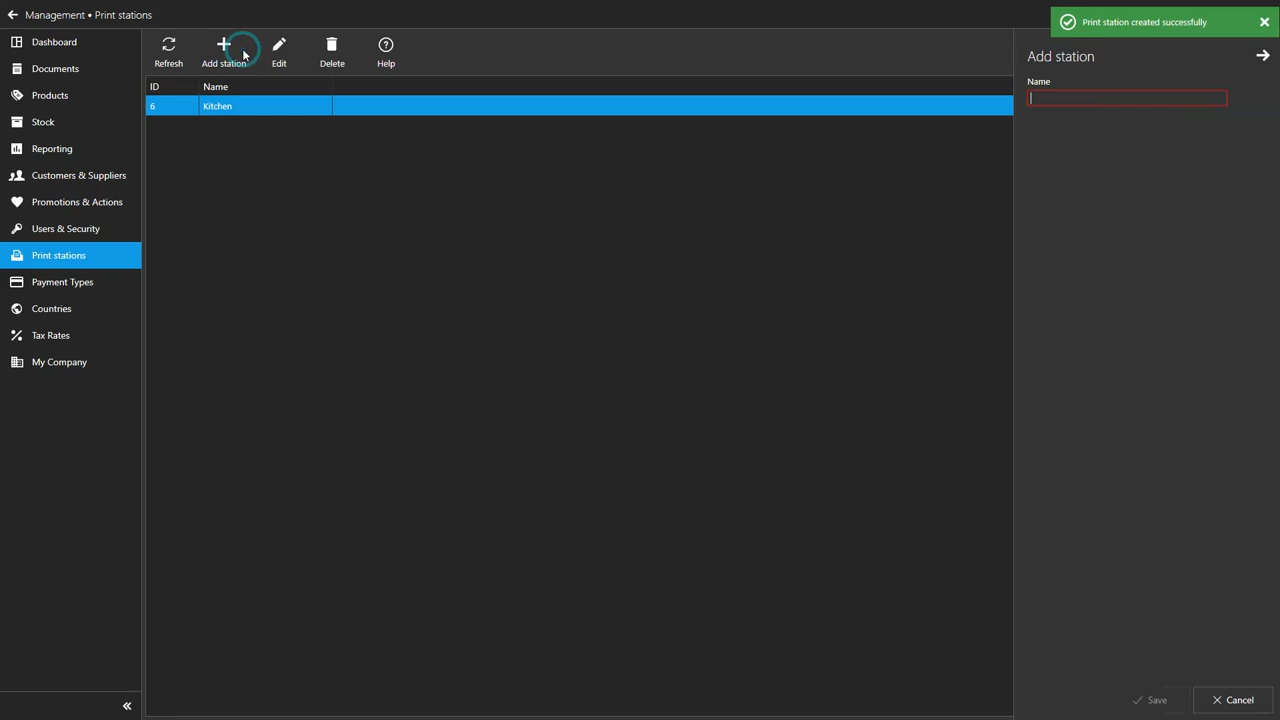 Management • Print stations
Print station created successfully
Dashboard
Documents
Products
Stock
Reporting
Customers & Suppliers
Promotions & Actions
Users & Security
Print stations
Payment Types
Countries
Tax Rates
My Company
Refresh
Add station
Edit
Delete
Help
ID Name
6 Kitchen
Add station
Name
Save
Cancel